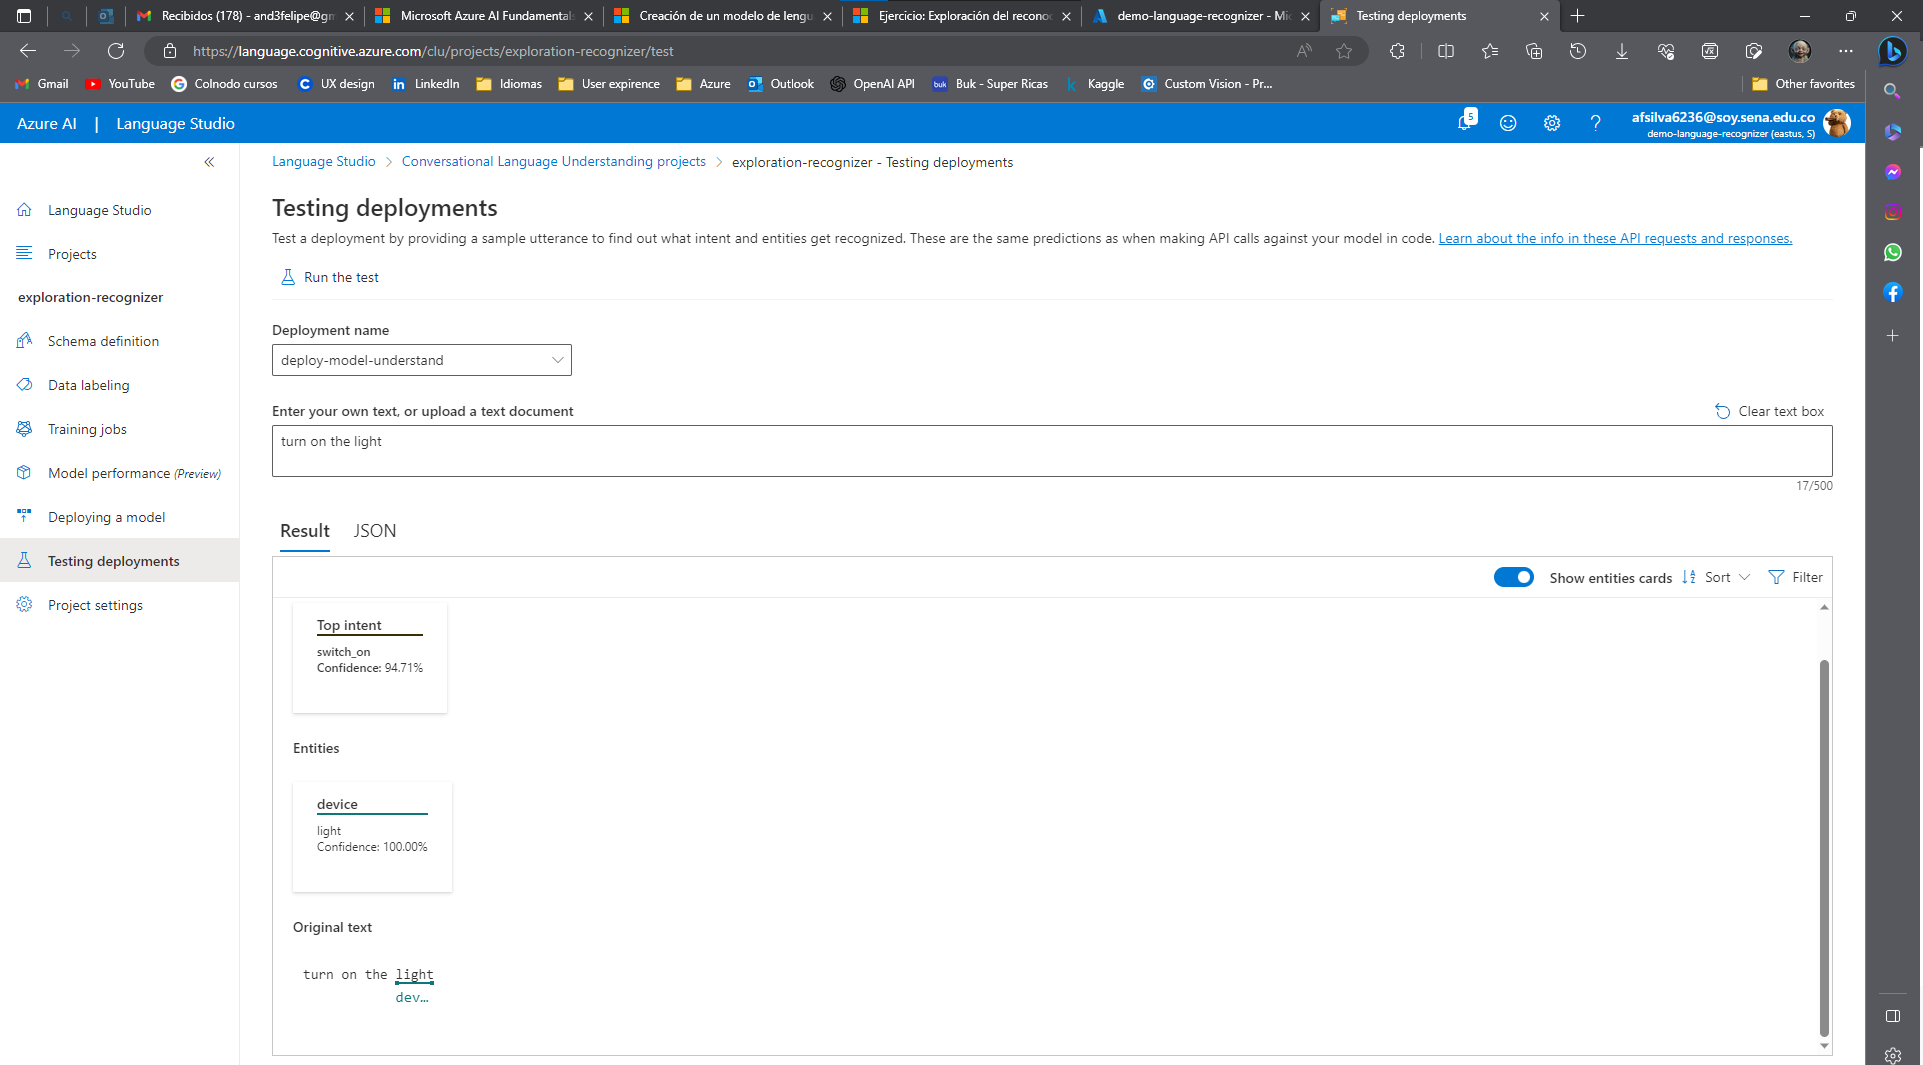 Recibidos (178) - and3felipe@gm
Microsoft Azure AI Fundamentals
Creación de un modelo de lengu
Ejercicio: Exploración del reconoc
demo-language-recognizer - Mic
Testing deployments
https://language.cognitive.azure.com/clu/projects/exploration-recognizer/test
Gmail
YouTube
Colnodo cursos
UX design
LinkedIn
Idiomas
User expirence
Azure
Outlook
OpenAI API
Buk - Super Ricas
Kaggle
Custom Vision - Pr...
Other favorites
Azure AI | Language Studio
5
afsilva6236@soy.sena.edu.co
demo-language-recognizer (eastus, S)
Language Studio
Projects
exploration-recognizer
Schema definition
Data labeling
Training jobs
Model performance (Preview)
Deploying a model
Testing deployments
Project settings
Language Studio > Conversational Language Understanding projects > exploration-recognizer - Testing deployments
Testing deployments
Test a deployment by providing a sample utterance to find out what intent and entities get recognized. These are the same predictions as when making API calls against your model in code. Learn about the info in these API requests and responses.
Run the test
Deployment name
deploy-model-understand
Enter your own text, or upload a text document
Clear text box
turn on the light
17/500
Result
JSON
Show entities cards
Sort
Filter
Top intent
switch_on
Confidence: 94.71%
Entities
device
light
Confidence: 100.00%
Original text
turn on the light
dev...